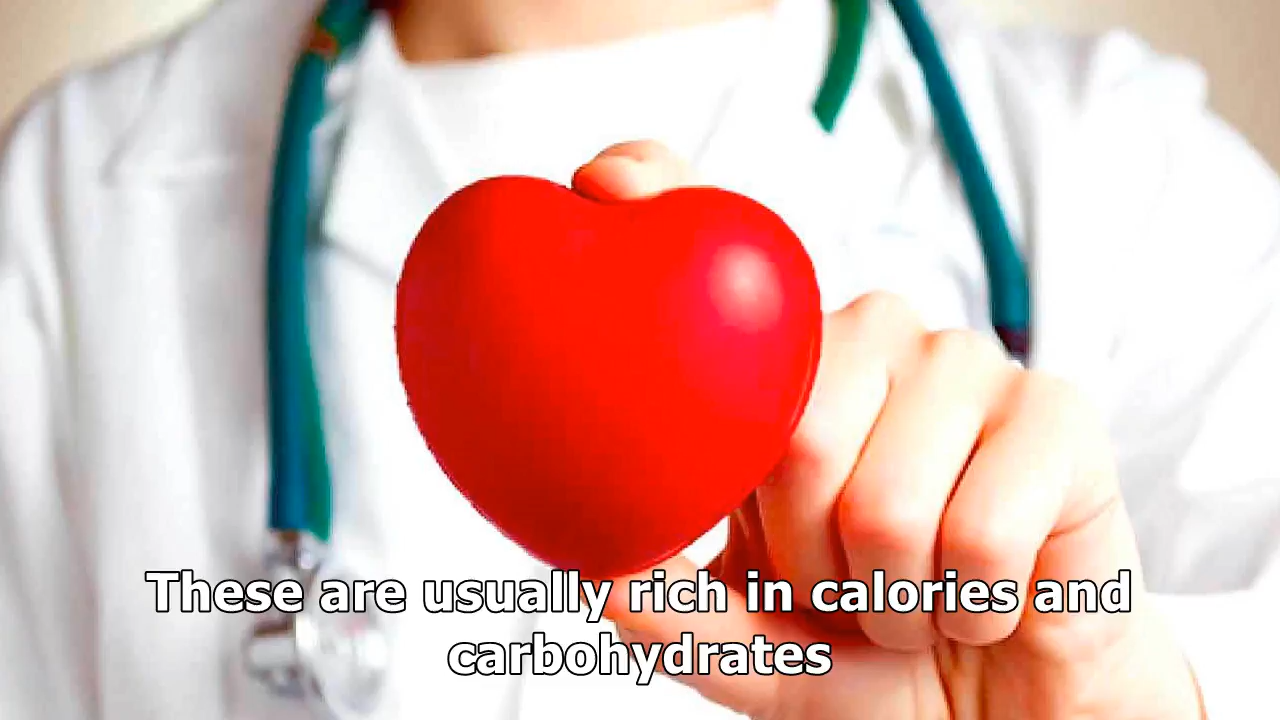 These are usually rich in calories and
carbohydrates